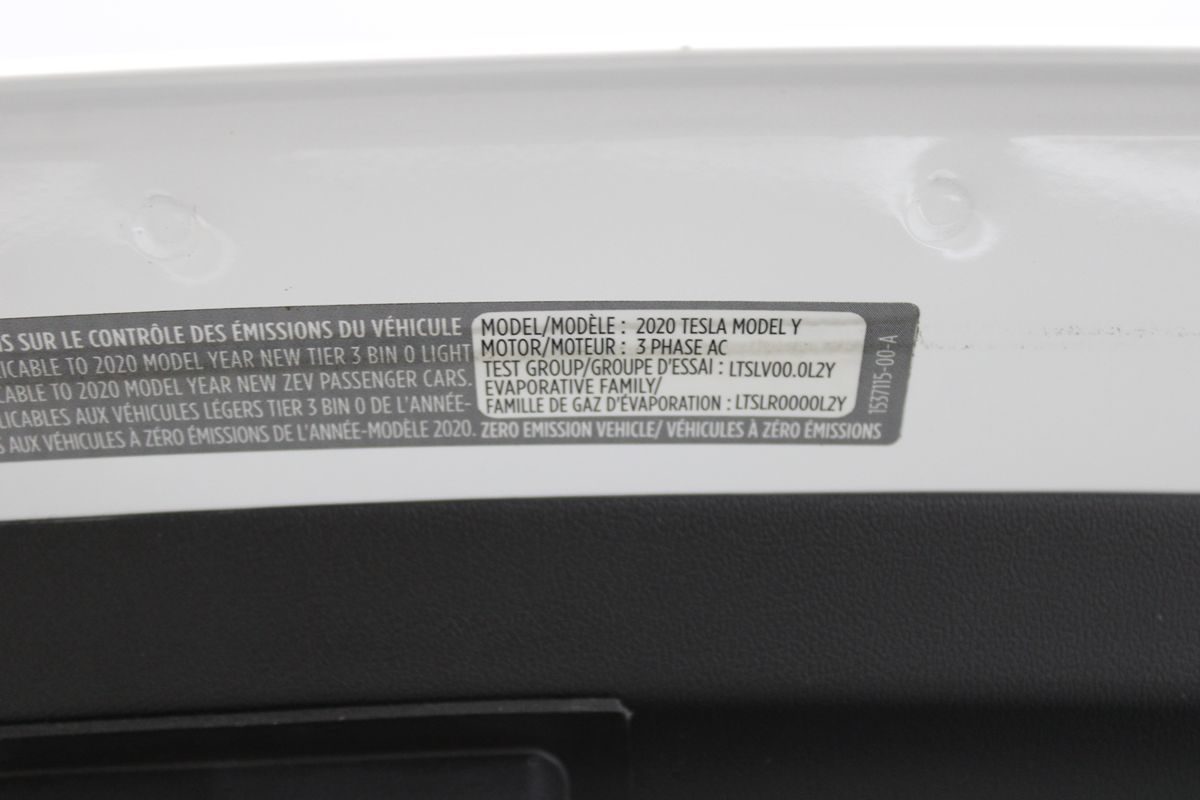 S SUR LE CONTRÔLE DES ÉMISSIONS DU VÉHICULE
ICABLE TO 2020 MODEL YEAR NEW TIER 3 BIN 0 LIGHT
CABLE TO 2020 MODEL YEAR NEW ZEV PASSENGER CARS.
LICABLES AUX VÉHICULES LÉGERS TIER 3 BIN 0 DE L'ANNÉE-
S AUX VÉHICULES À ZÉRO ÉMISSIONS DE L'ANNÉE-MODÈLE 2020. ZERO EMISSION VEHICLE/ VÉHICULES À ZÉRO ÉMISSIONS
MODEL/MODÈLE : 2020 TESLA MODEL Y
MOTOR/MOTEUR : 3 PHASE AC
TEST GROUP/GROUPE D'ESSAI : LTSLV00.0L2Y
EVAPORATIVE FAMILY/
FAMILLE DE GAZ D'ÉVAPORATION : LTSLR0000L2Y
1537115-00-A